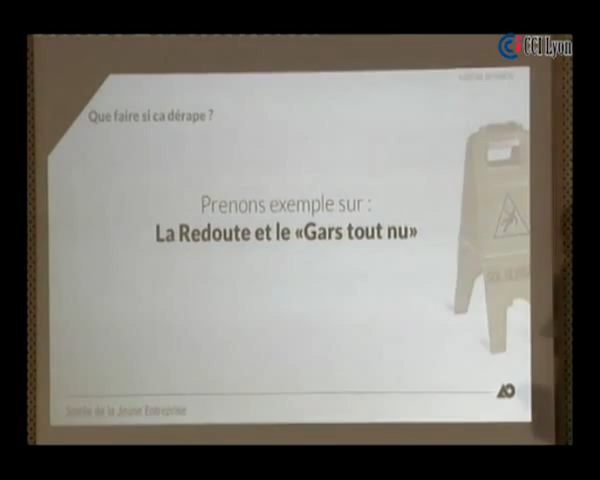 CCI Lyon
Que faire si ca dérape ?
Prenons exemple sur :
La Redoute et le «Gars tout nu»
Soirée de la Jeune Entreprise